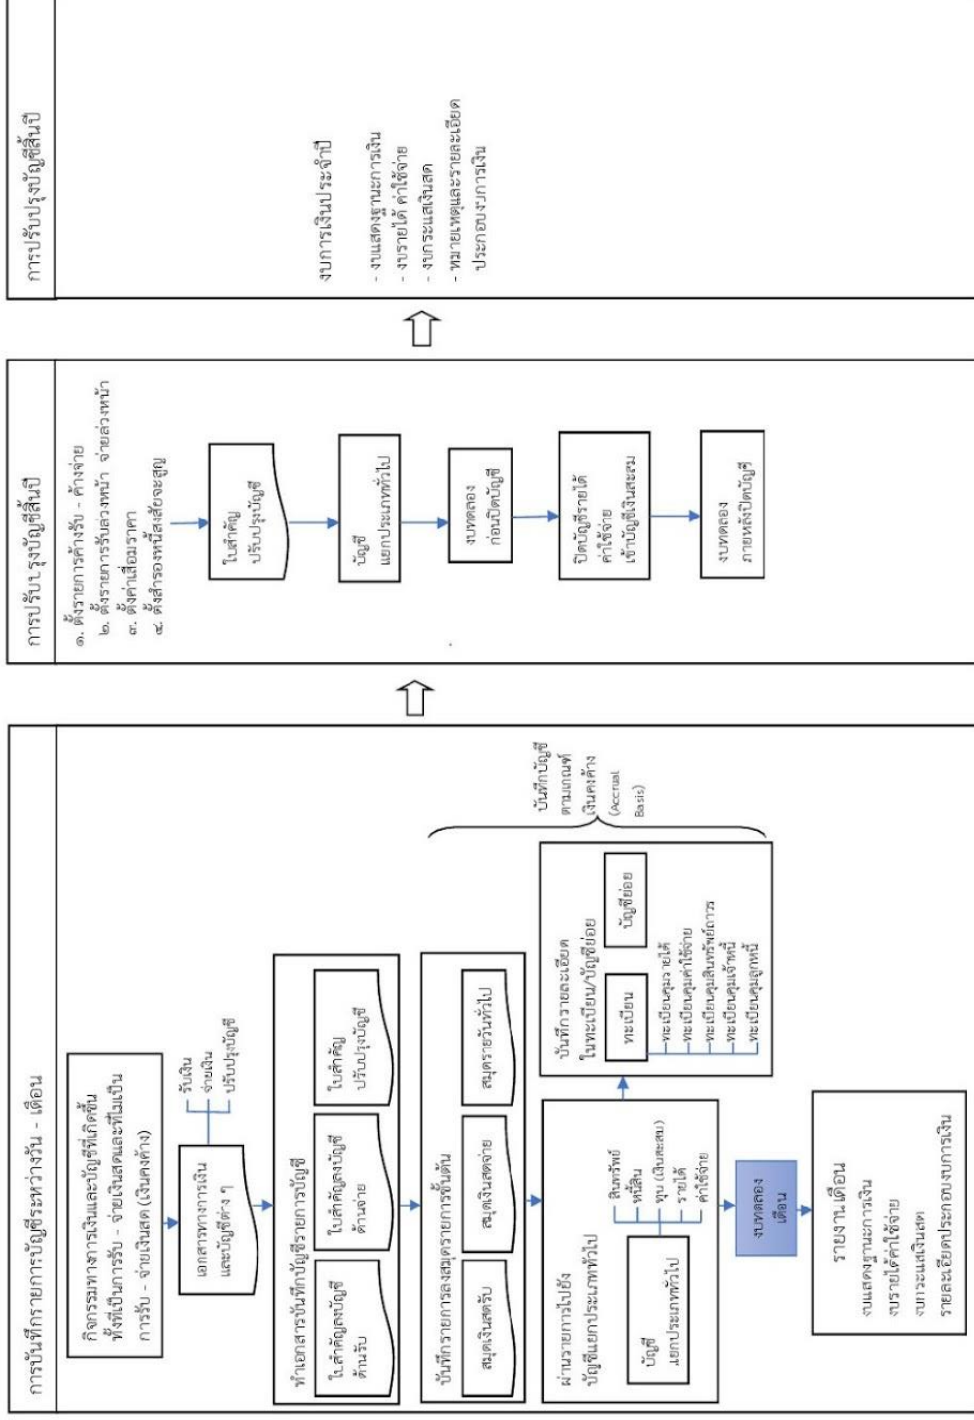 การบันทึกรายการบัญชีระหว่างวัน - เดือน
กิจกรรมทางการเงินและบัญชีที่เกิดขึ้น
ทั้งที่เป็นการรับ - จ่ายเงินสดและที่ไม่เป็น
การรับ - จ่ายเงินสด (เงินคงค้าง)
เอกสารทางการเงิน
และบัญชีต่าง ๆ
รับเงิน
จ่ายเงิน
ปรับปรุงบัญชี
ทำเอกสารบันทึกบัญชีรายการบัญชี
ใบสำคัญลงบัญชี
ด้านรับ
ใบสำคัญลงบัญชี
ด้านจ่าย
ใบสำคัญ
ปรับปรุงบัญชี
บันทึกรายการลงสมุดรายการขั้นต้น
สมุดเงินสดรับ
สมุดเงินสดจ่าย
สมุดรายวันทั่วไป
บันทึกบัญชี
ตามเกณฑ์
เงินคงค้าง
(Accrual
Basis)
ผ่านรายการไปยัง
บัญชีแยกประเภททั่วไป
บัญชี
แยกประเภททั่วไป
สินทรัพย์
หนี้สิน
ทุน (เงินสะสม)
รายได้
ค่าใช้จ่าย
บันทึกรายละเอียด
ในทะเบียน/บัญชีย่อย
ทะเบียน
บัญชีย่อย
ทะเบียนคุมรายได้
ทะเบียนคุมค่าใช้จ่าย
ทะเบียนคุมสินทรัพย์ถาวร
ทะเบียนคุมเจ้าหนี้
ทะเบียนคุมลูกหนี้
งบทดลอง
เดือน
รายงานเดือน
งบแสดงฐานะการเงิน
งบรายได้ค่าใช้จ่าย
งบกระแสเงินสด
รายละเอียดประกอบงบการเงิน
การปรับปรุงบัญชีสิ้นปี
๑. ตั้งรายการค้างรับ - ค้างจ่าย
๒. ตั้งรายการรับล่วงหน้า จ่ายล่วงหน้า
๓. ตั้งค่าเสื่อมราคา
๔. ตั้งสำรองหนี้สงสัยจะสูญ
ใบสำคัญ
ปรับปรุงบัญชี
บัญชี
แยกประเภททั่วไป
งบทดลอง
ก่อนปิดบัญชี
ปิดบัญชีรายได้
ค่าใช้จ่าย
เข้าบัญชีเงินสะสม
งบทดลอง
ภายหลังปิดบัญชี
การปรับปรุงบัญชีสิ้นปี
งบการเงินประจำปี
- งบแสดงฐานะการเงิน
- งบรายได้ ค่าใช้จ่าย
- งบกระแสเงินสด
- หมายเหตุและรายละเอียด
ประกอบงบการเงิน